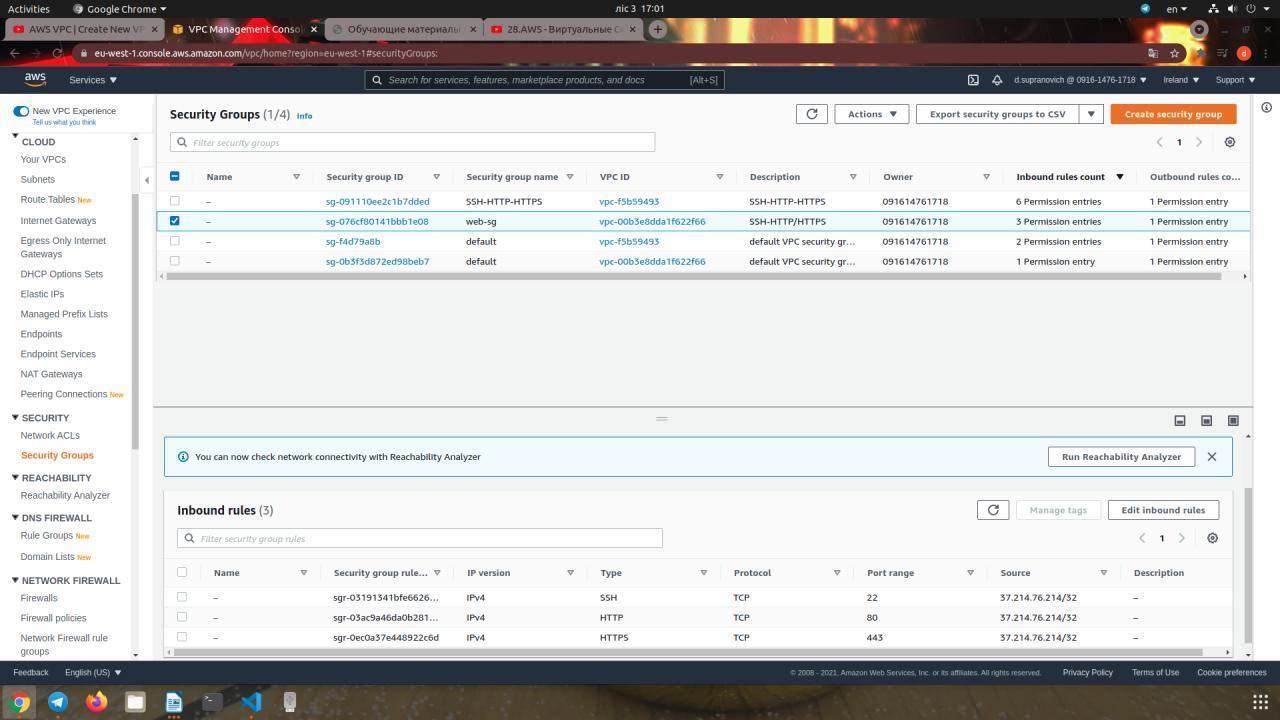 Activities Google Chrome ліс 3 17:01 en
AWS VPC | Create New VP VPC Management Consol Обучающие материаль 28.AWS - Виртуальные С
eu-west-1.console.aws.amazon.com/vpc/home?region=eu-west-1#securityGroups: d
aws Services Search for services, features, marketplace products, and docs [Alt+S] d.supranovich @ 0916-1476-1718 Ireland Support
New VPC Experience
Tell us what you think
CLOUD
Your VPCs
Subnets
Route Tables New
Internet Gateways
Egress Only Internet
Gateways
DHCP Options Sets
Elastic IPs
Managed Prefix Lists
Endpoints
Endpoint Services
NAT Gateways
Peering Connections New
SECURITY
Network ACLs
Security Groups
REACHABILITY
Reachability Analyzer
DNS FIREWALL
Rule Groups New
Domain Lists New
NETWORK FIREWALL
Firewalls
Firewall policies
Network Firewall rule
groups
Security Groups (1/4) Info Actions Export security groups to CSV Create security group
Filter security groups 1
Name Security group ID Security group name VPC ID Description Owner Inbound rules count Outbound rules co...
– sg-091110ee2c1b7dded SSH-HTTP-HTTPS vpc-f5b59493 SSH-HTTP-HTTPS 091614761718 6 Permission entries 1 Permission entry
– sg-076cf80141bbb1e08 web-sg vpc-00b3e8dda1f622f66 SSH-HTTP/HTTPS 091614761718 3 Permission entries 1 Permission entry
– sg-f4d79a8b default vpc-f5b59493 default VPC security gr... 091614761718 2 Permission entries 1 Permission entry
– sg-0b3f3d872ed98beb7 default vpc-00b3e8dda1f622f66 default VPC security gr... 091614761718 1 Permission entry 1 Permission entry
You can now check network connectivity with Reachability Analyzer Run Reachability Analyzer
Inbound rules (3) Manage tags Edit inbound rules
Filter security group rules 1
Name Security group rule... IP version Type Protocol Port range Source Description
– sgr-03191341bfe6626... IPv4 SSH TCP 22 37.214.76.214/32 –
– sgr-03ac9a46da0b281... IPv4 HTTP TCP 80 37.214.76.214/32 –
– sgr-0ec0a37e448922c6d IPv4 HTTPS TCP 443 37.214.76.214/32 –
Feedback English (US) © 2008 - 2021, Amazon Web Services, Inc. or its affiliates. All rights reserved. Privacy Policy Terms of Use Cookie preferences